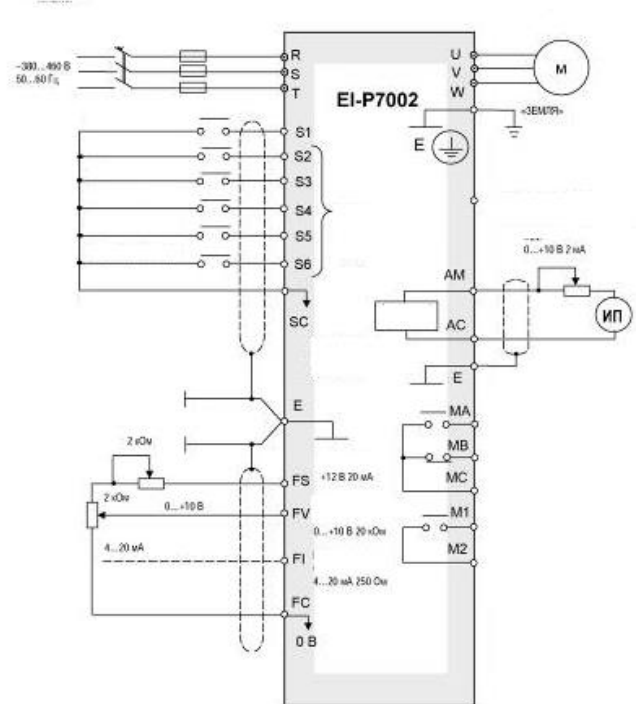 ~380...460 В
50...60 Гц
R
S
T
U
V
W
М
EI-P7002
«ЗЕМЛЯ»
E
S1
S2
S3
S4
S5
S6
SC
0...+10 В 2 мА
AM
AC
ИП
E
E
MA
MB
MC
M1
M2
2 кОм
2 кОм
FS
+12 В 20 мА
0...+10 В
FV
0...+10 В 20 кОм
4...20 мА
FI
4...20 мА 250 Ом
FC
0 В